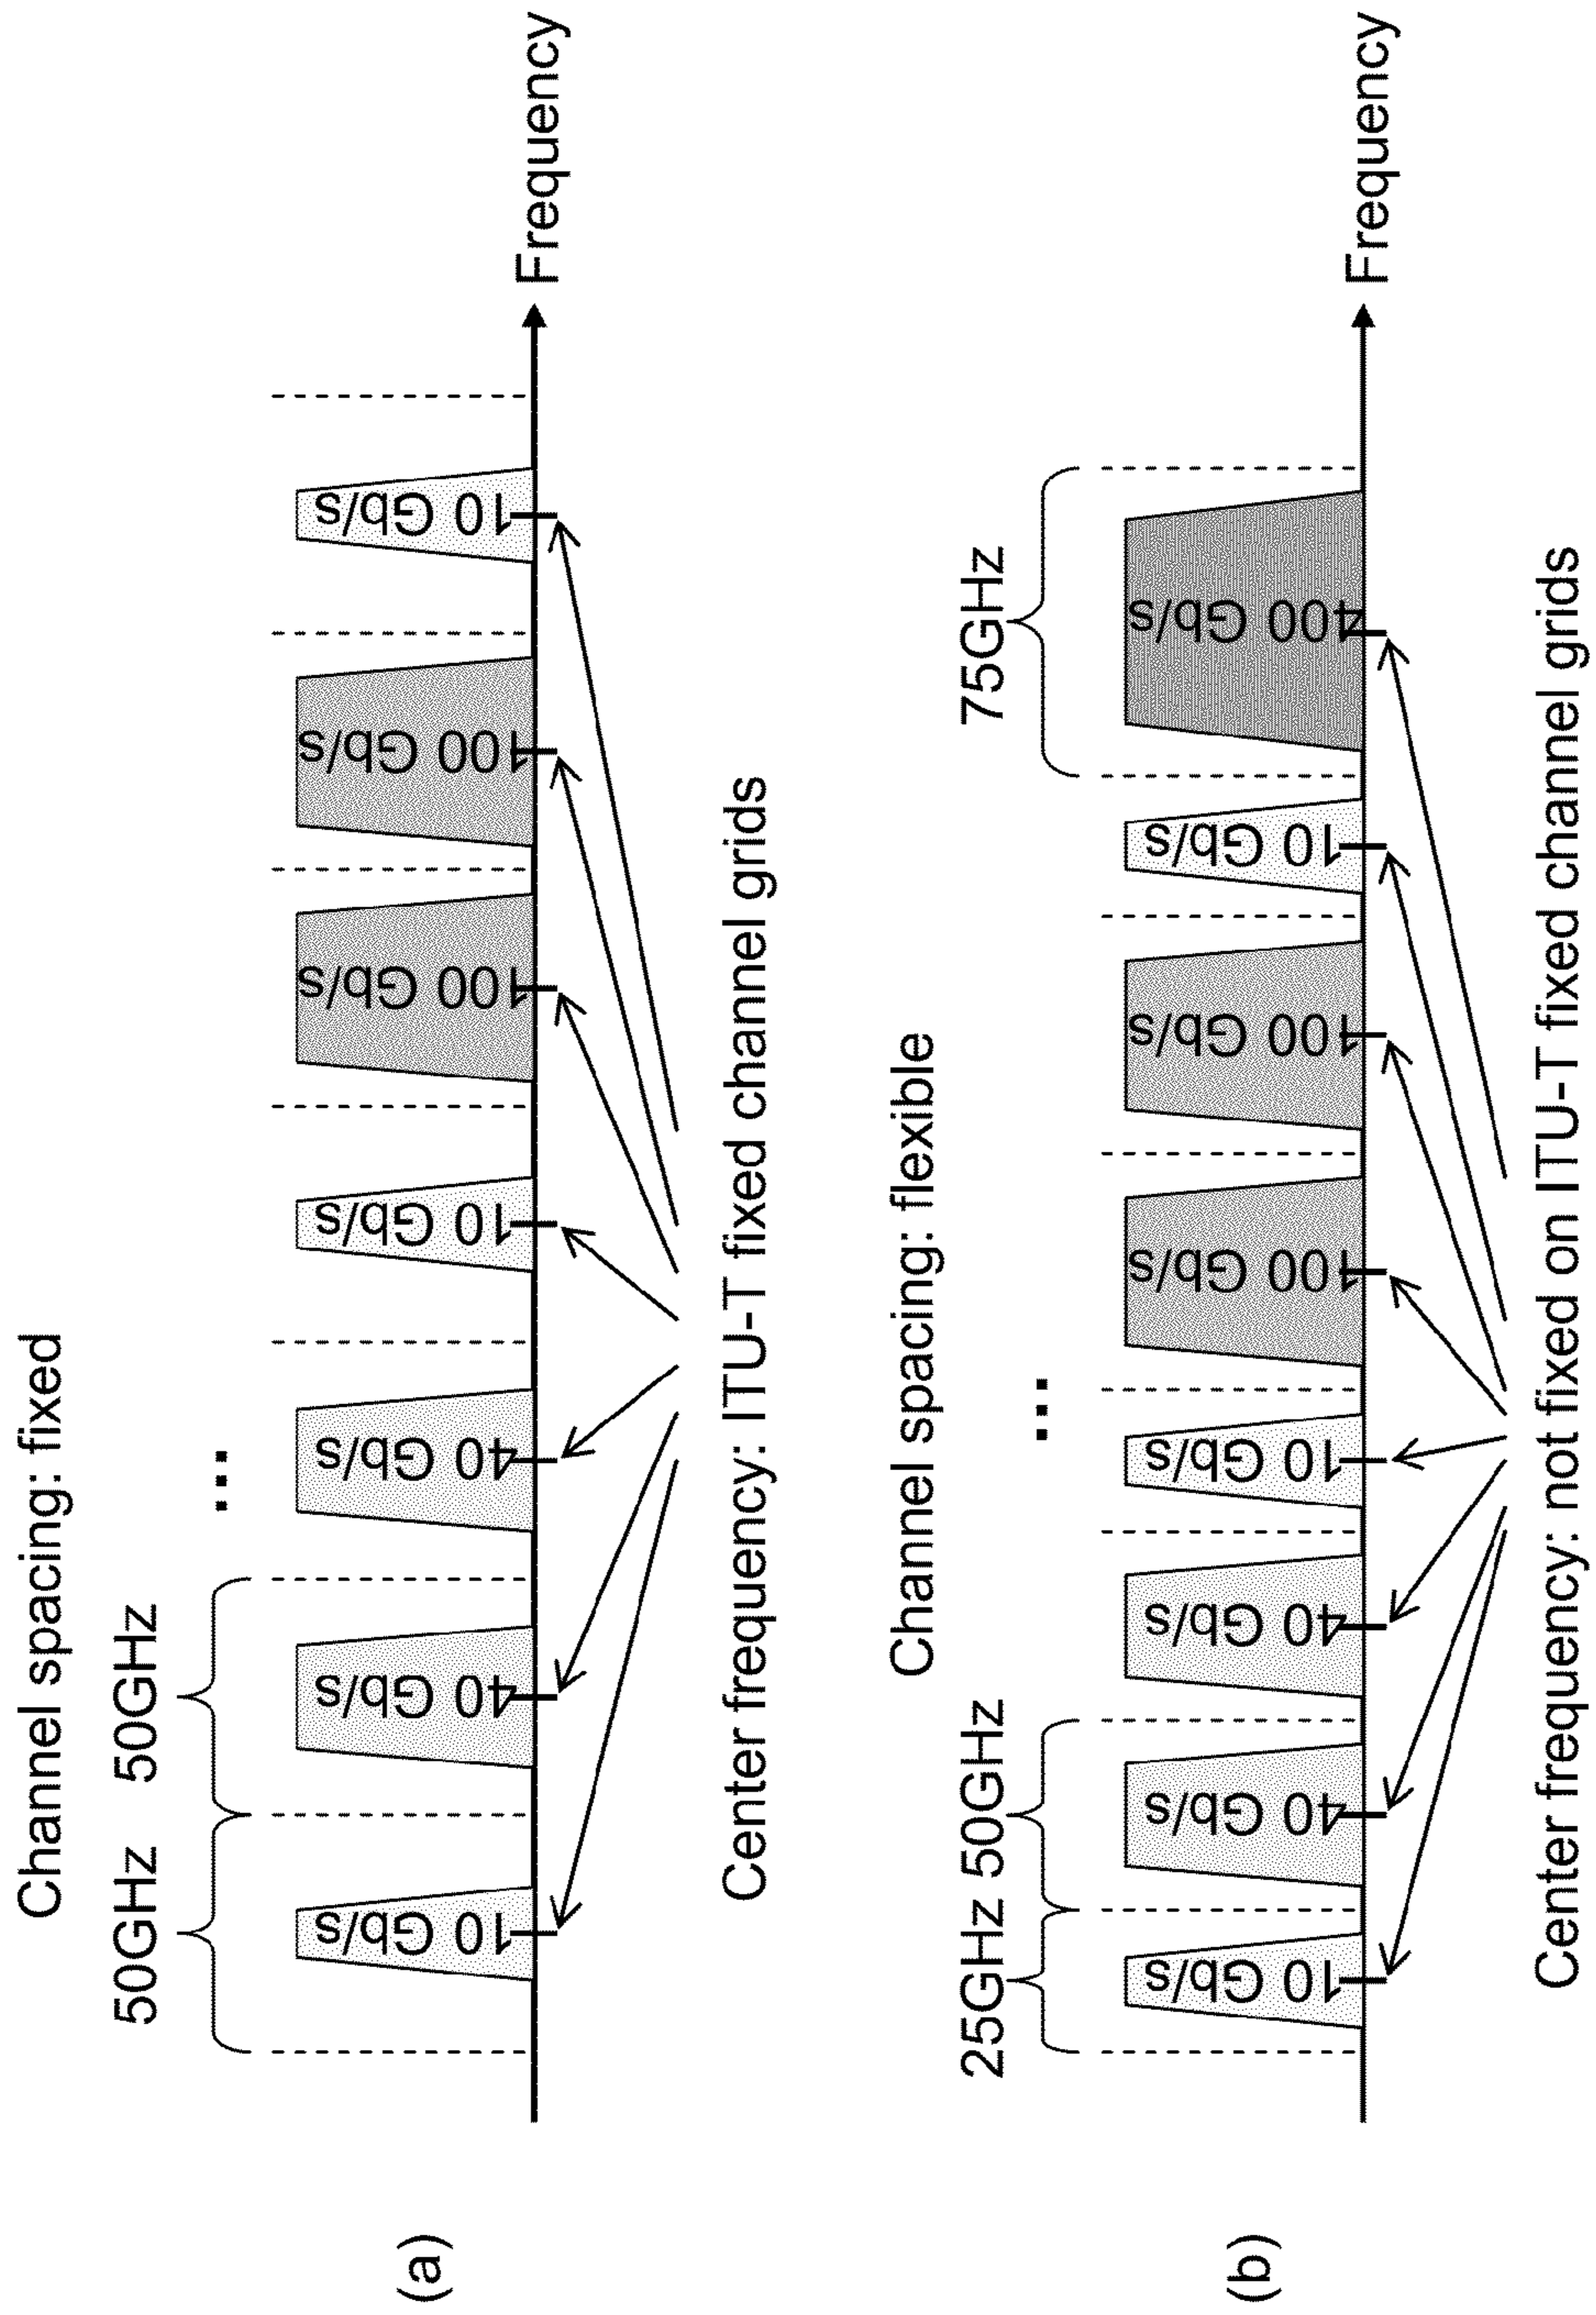 Channel spacing: fixed
50GHz 50GHz
...
(a)
10 Gb/s
40 Gb/s
40 Gb/s
10 Gb/s
100 Gb/s
100 Gb/s
10 Gb/s
Frequency
Center frequency: ITU-T fixed channel grids
Channel spacing: flexible
25GHz 50GHz
...
75GHz
(b)
10 Gb/s
40 Gb/s
40 Gb/s
10 Gb/s
100 Gb/s
100 Gb/s
10 Gb/s
400 Gb/s
Frequency
Center frequency: not fixed on ITU-T fixed channel grids